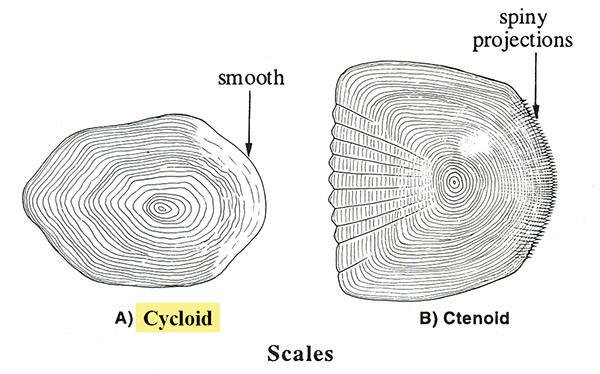 spiny
projections
smooth
A) Cycloid
B) Ctenoid
Scales